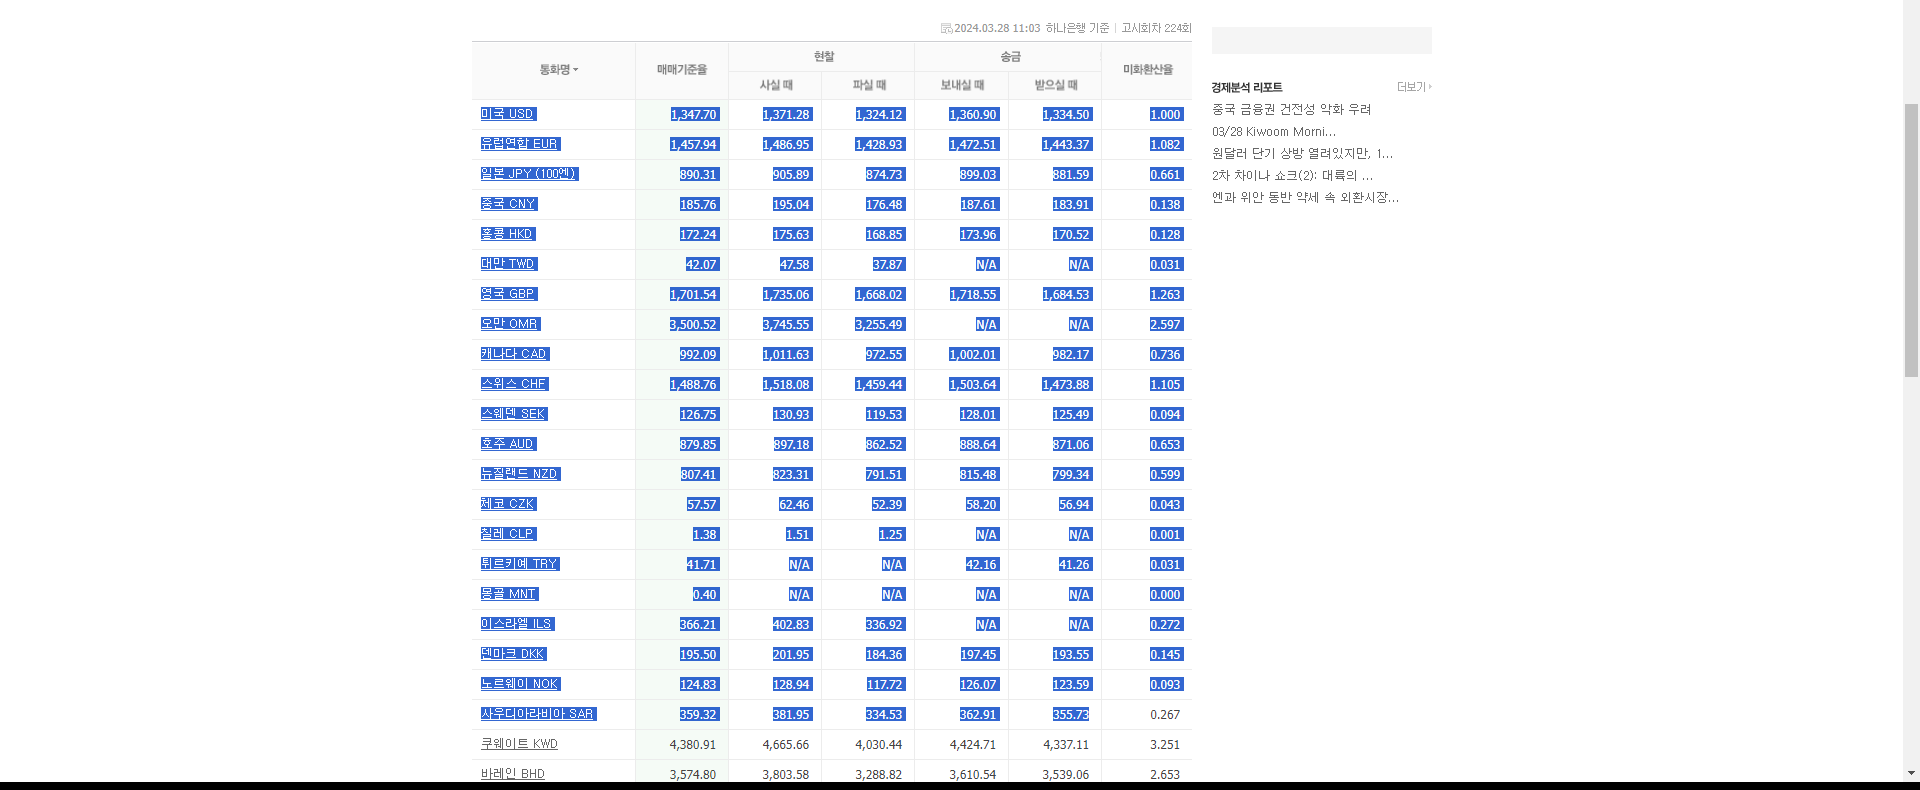 2024.03.28 11:03 하나은행 기준 | 고시회차 224회
통화명 매매기준율 현찰 송금 미화환산율
사실 때 파실 때 보내실 때 받으실 때
미국 USD 1,347.70 1,371.28 1,324.12 1,360.90 1,334.50 1.000
유럽연합 EUR 1,457.94 1,486.95 1,428.93 1,472.51 1,443.37 1.082
일본 JPY (100엔) 890.31 905.89 874.73 899.03 881.59 0.661
중국 CNY 185.76 195.04 176.48 187.61 183.91 0.138
홍콩 HKD 172.24 175.63 168.85 173.96 170.52 0.128
대만 TWD 42.07 47.58 37.87 N/A N/A 0.031
영국 GBP 1,701.54 1,735.06 1,668.02 1,718.55 1,684.53 1.263
오만 OMR 3,500.52 3,745.55 3,255.49 N/A N/A 2.597
캐나다 CAD 992.09 1,011.63 972.55 1,002.01 982.17 0.736
스위스 CHF 1,488.76 1,518.08 1,459.44 1,503.64 1,473.88 1.105
스웨덴 SEK 126.75 130.93 119.53 128.01 125.49 0.094
호주 AUD 879.85 897.18 862.52 888.64 871.06 0.653
뉴질랜드 NZD 807.41 823.31 791.51 815.48 799.34 0.599
체코 CZK 57.57 62.46 52.39 58.20 56.94 0.043
칠레 CLP 1.38 1.51 1.25 N/A N/A 0.001
튀르키예 TRY 41.71 N/A N/A 42.16 41.26 0.031
몽골 MNT 0.40 N/A N/A N/A N/A 0.000
이스라엘 ILS 366.21 402.83 336.92 N/A N/A 0.272
덴마크 DKK 195.50 201.95 184.36 197.45 193.55 0.145
노르웨이 NOK 124.83 128.94 117.72 126.07 123.59 0.093
사우디아라비아 SAR 359.32 381.95 334.53 362.91 355.73 0.267
쿠웨이트 KWD 4,380.91 4,665.66 4,030.44 4,424.71 4,337.11 3.251
바레인 BHD 3,574.80 3,803.58 3,288.82 3,610.54 3,539.06 2.653
경제분석 리포트 더보기
중국 금융권 건전성 악화 우려
03/28 Kiwoom Morni...
원달러 단기 상방 열려있지만, 1...
2차 차이나 쇼크(2): 대륙의 ...
엔과 위안 동반 약세 속 외환시장...